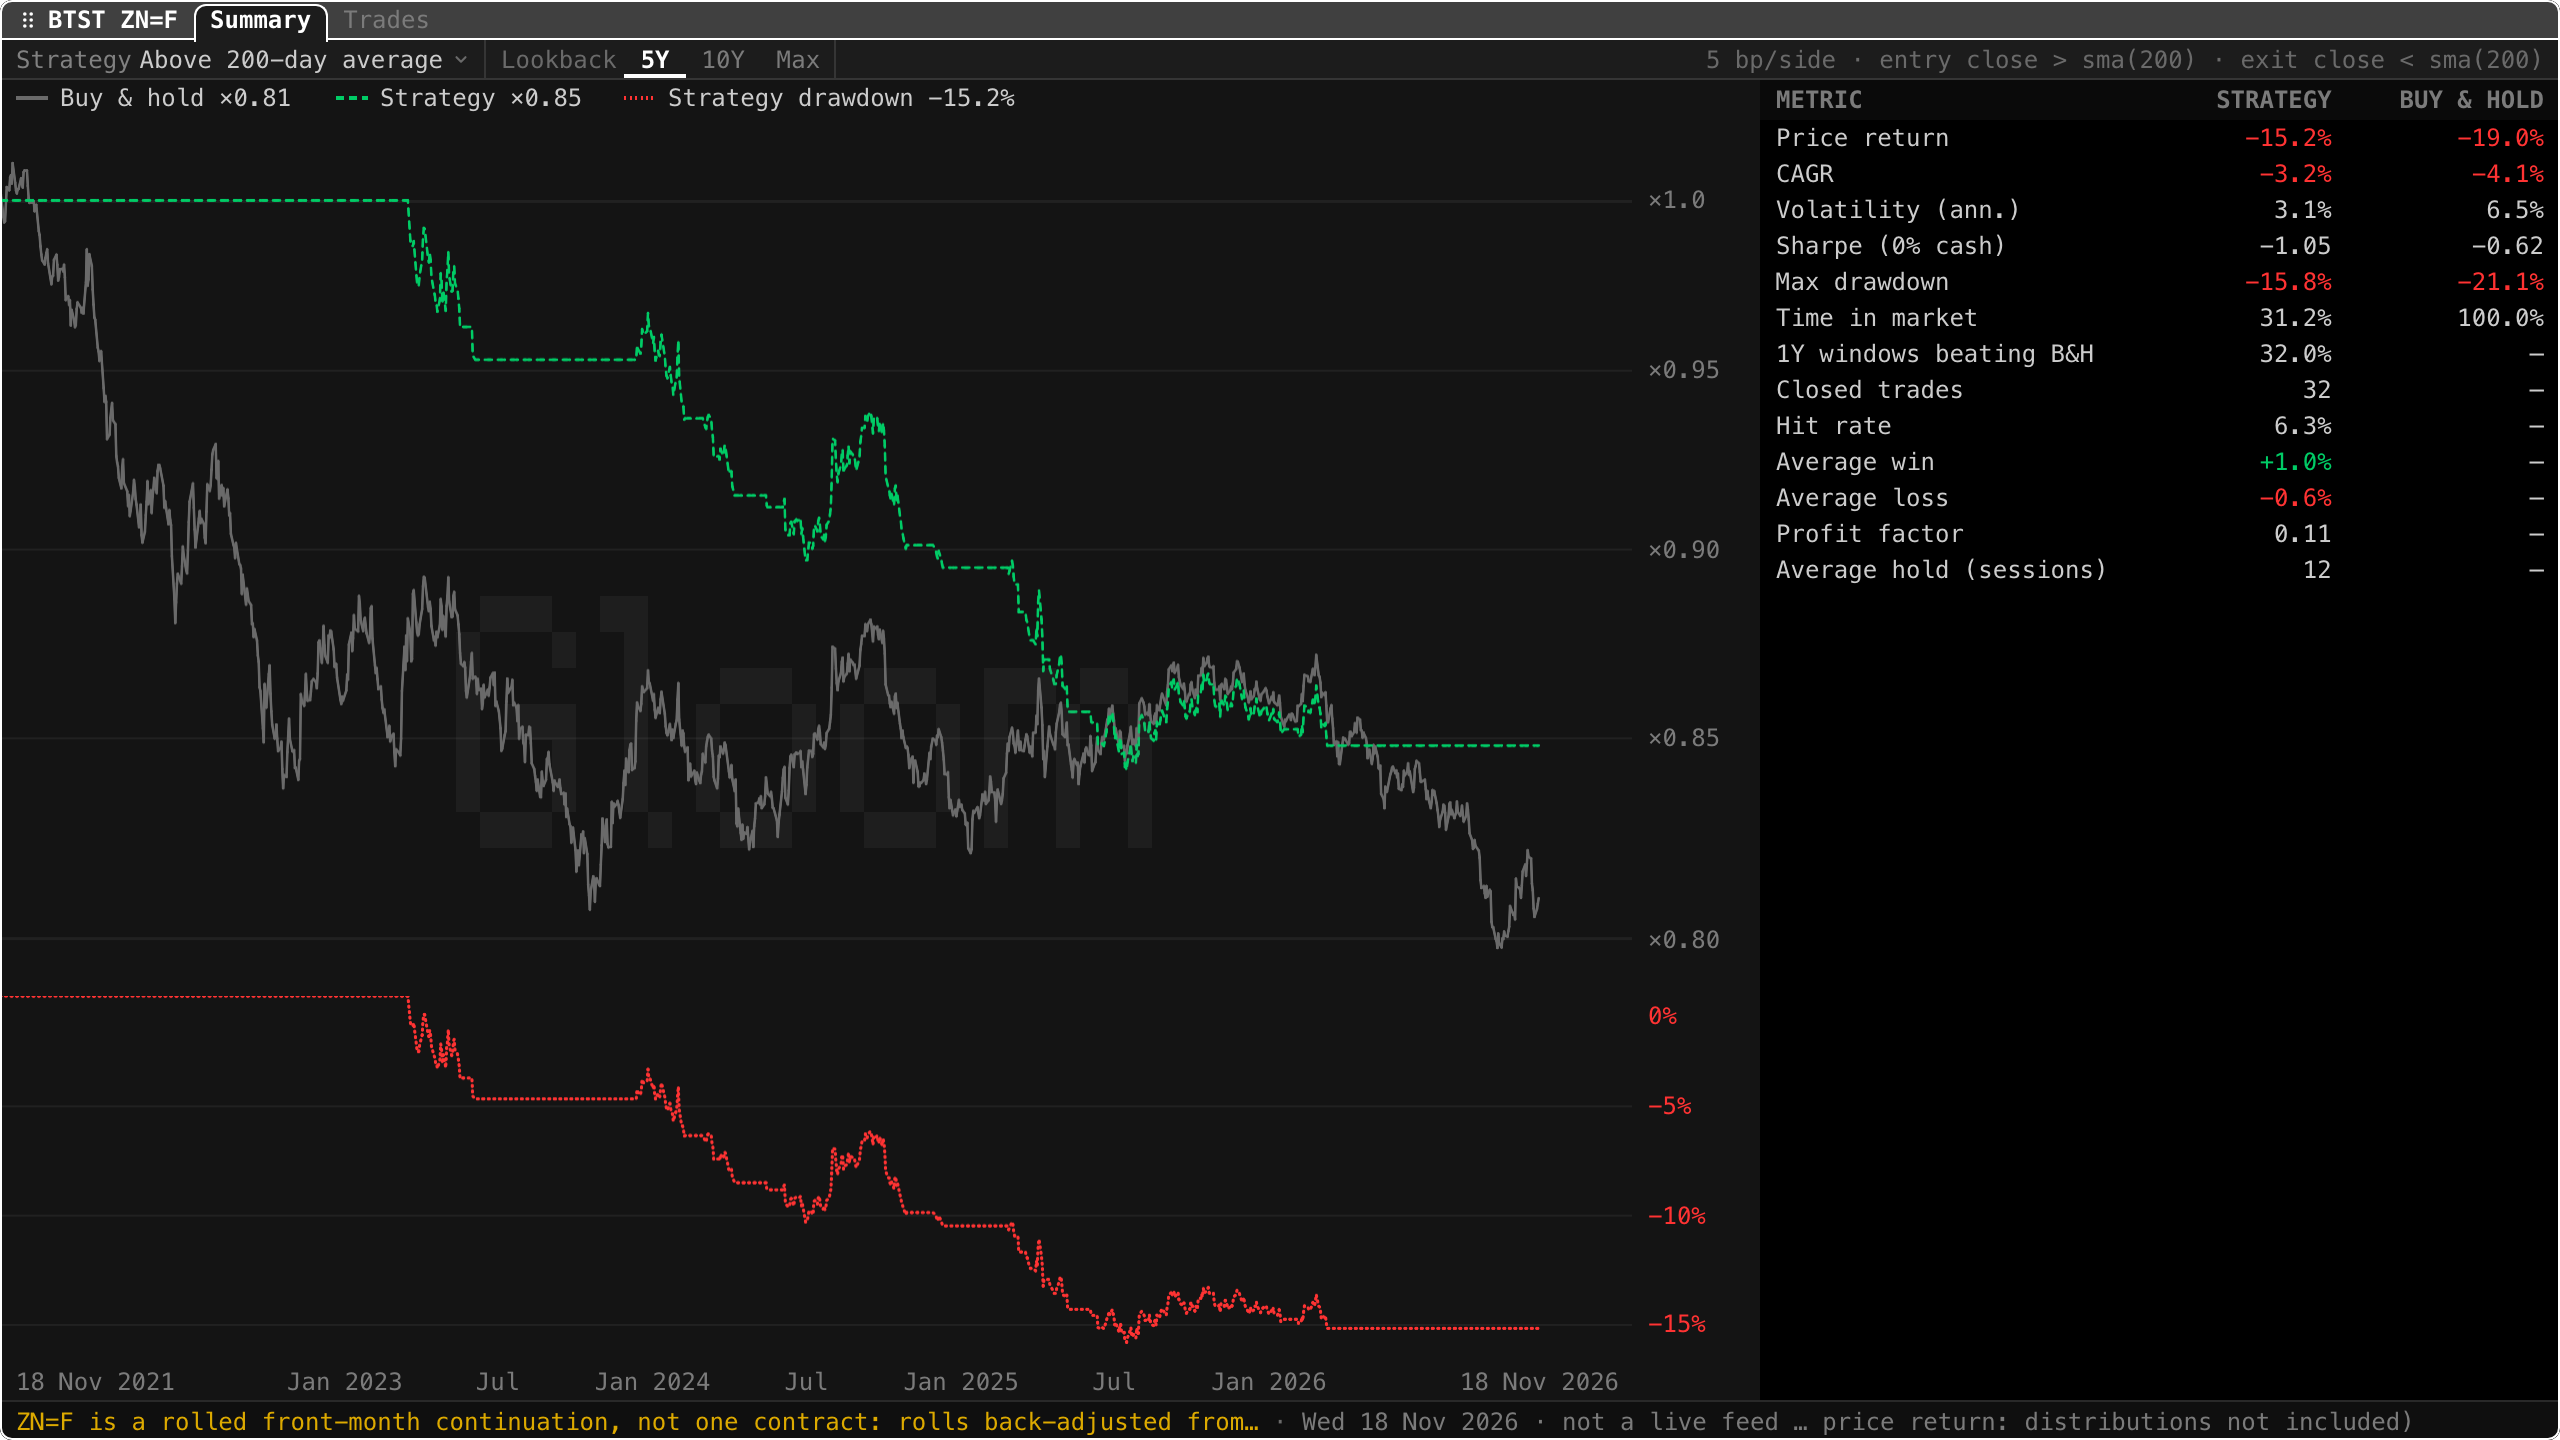 BTST ZN=F Summary Trades
Strategy Above 200-day average Lookback 5Y 10Y Max 5 bp/side · entry close > sma(200) · exit close < sma(200)
Buy & hold ×0.81 Strategy ×0.85 Strategy drawdown −15.2%
×1.0
×0.95
×0.90
×0.85
×0.80
0%
−5%
−10%
−15%
18 Nov 2021 Jan 2023 Jul Jan 2024 Jul Jan 2025 Jul Jan 2026 18 Nov 2026
METRIC STRATEGY BUY & HOLD
Price return −15.2% −19.0%
CAGR −3.2% −4.1%
Volatility (ann.) 3.1% 6.5%
Sharpe (0% cash) −1.05 −0.62
Max drawdown −15.8% −21.1%
Time in market 31.2% 100.0%
1Y windows beating B&H 32.0% —
Closed trades 32 —
Hit rate 6.3% —
Average win +1.0% —
Average loss −0.6% —
Profit factor 0.11 —
Average hold (sessions) 12 —
ZN=F is a rolled front-month continuation, not one contract: rolls back-adjusted from… · Wed 18 Nov 2026 · not a live feed … price return: distributions not included)